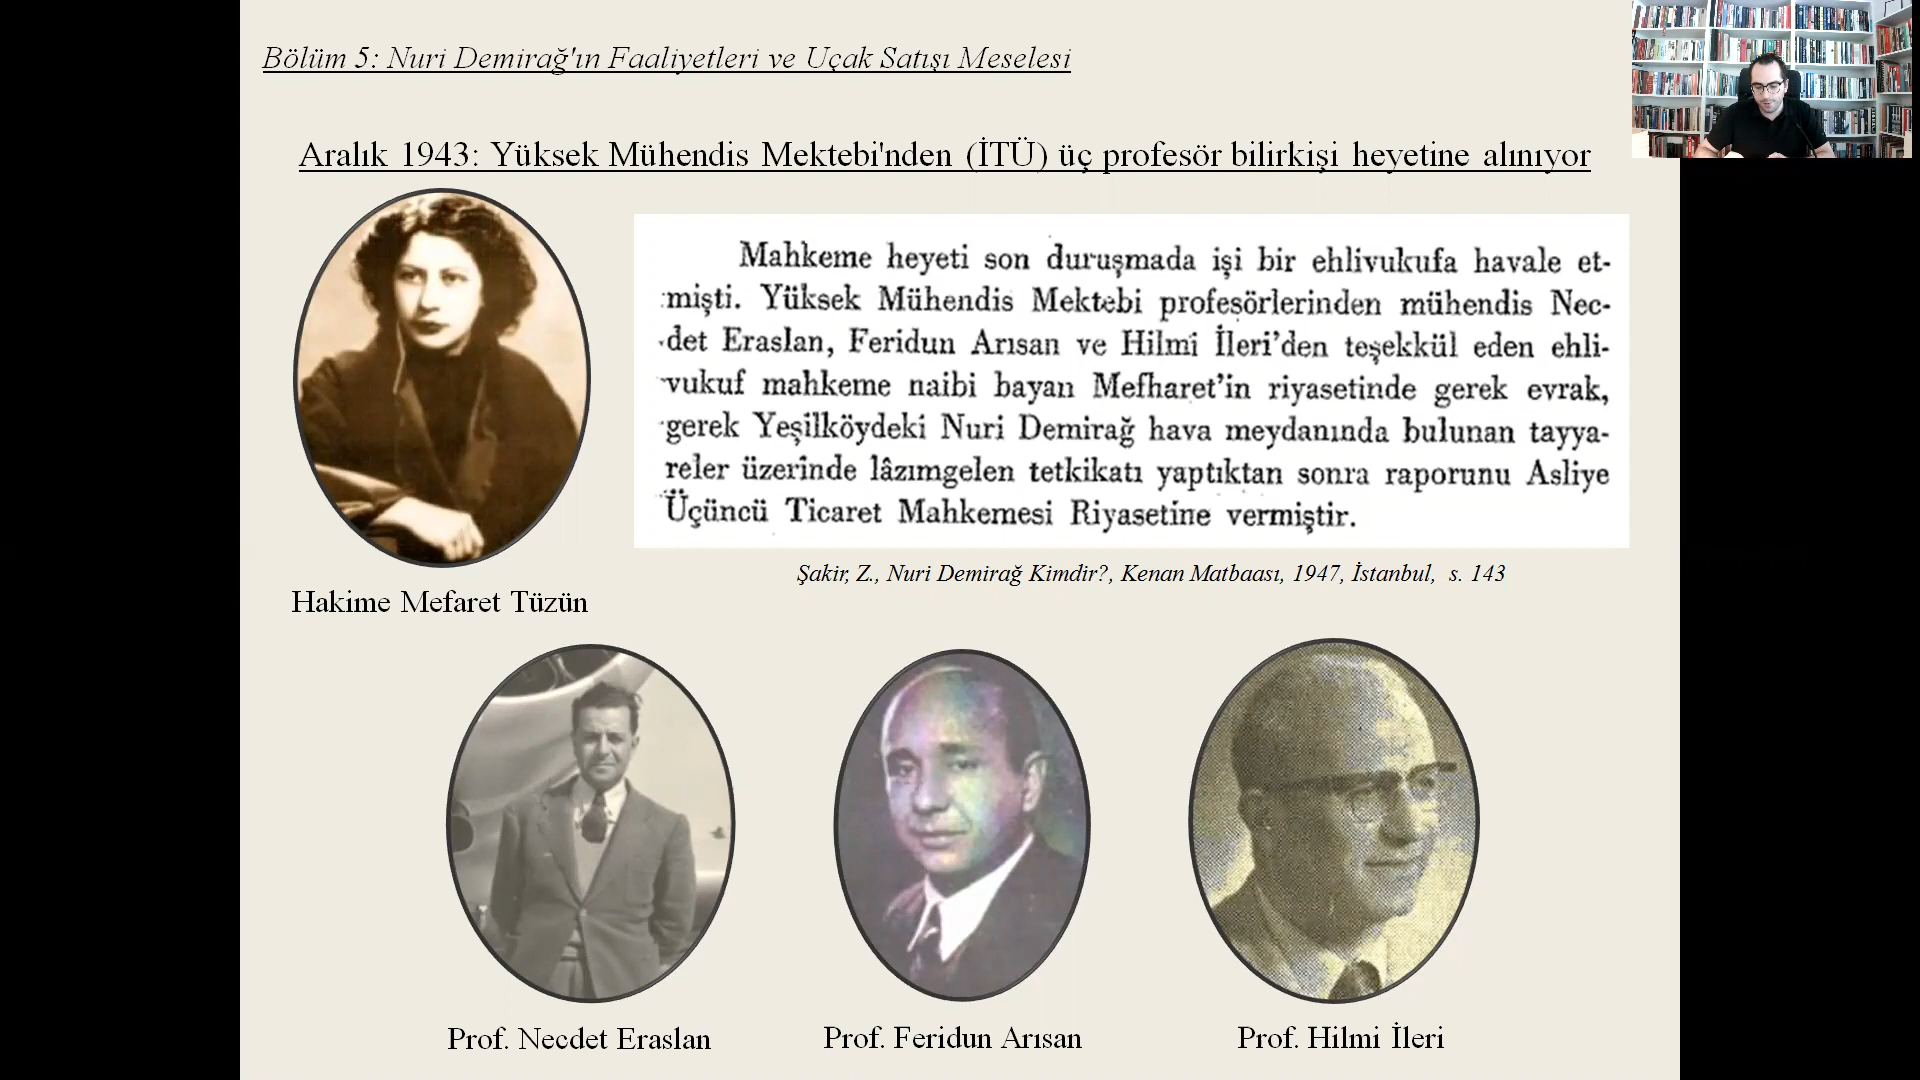 Bölüm 5: Nuri Demirağ'ın Faaliyetleri ve Uçak Satışı Meselesi
Aralık 1943: Yüksek Mühendis Mektebi'nden (İTÜ) üç profesör bilirkişi heyetine alınıyor
Mahkeme heyeti son duruşmada işi bir ehlivukufa havale et-
mişti. Yüksek Mühendis Mektebi profesörlerinden mühendis Nec-
det Eraslan, Feridun Arısan ve Hilmi İleri'den teşekkül eden ehli-
vukuf mahkeme naibi bayan Mefharet'in riyasetinde gerek evrak,
gerek Yeşilköydeki Nuri Demirağ hava meydanında bulunan tayya-
reler üzerinde lâzımgelen tetkikatı yaptıktan sonra raporunu Asliye
Üçüncü Ticaret Mahkemesi Riyasetine vermiştir.
Şakir, Z., Nuri Demirağ Kimdir?, Kenan Matbaası, 1947, İstanbul, s. 143
Hakime Mefaret Tüzün
Prof. Necdet Eraslan
Prof. Feridun Arısan
Prof. Hilmi İleri